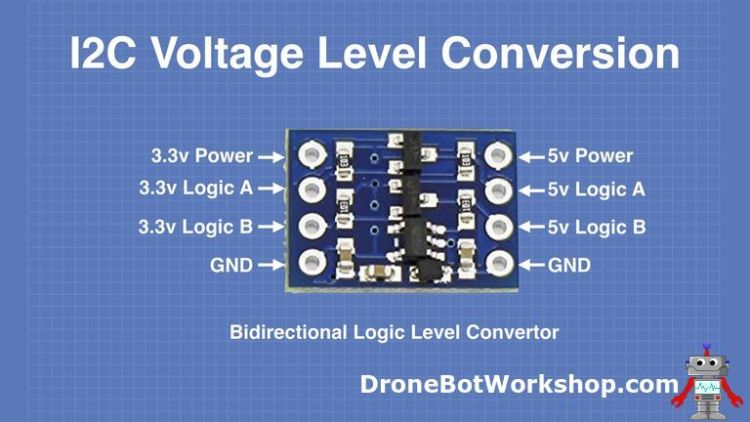 I2C Voltage Level Conversion
3.3v Power
5v Power
3.3v Logic A
5v Logic A
3.3v Logic B
5v Logic B
GND
GND
Bidirectional Logic Level Convertor
DroneBotWorkshop.com